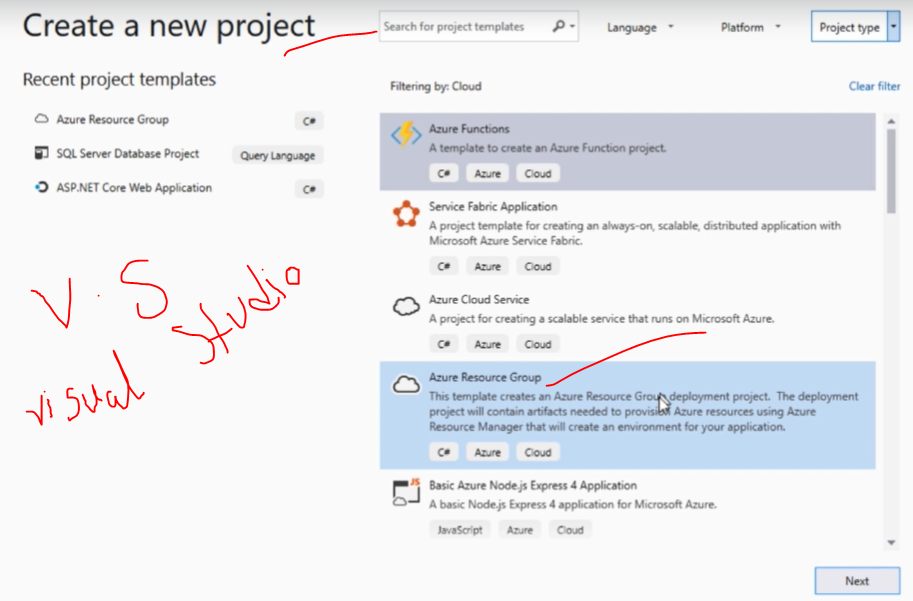 Create a new project
Search for project templates
Language
Platform
Project type
Recent project templates
Filtering by: Cloud
Clear filter
Azure Resource Group
C#
SQL Server Database Project
Query Language
ASP.NET Core Web Application
C#
Azure Functions
A template to create an Azure Function project.
C# Azure Cloud
Service Fabric Application
A project template for creating an always-on, scalable, distributed application with
Microsoft Azure Service Fabric.
C# Azure Cloud
Azure Cloud Service
A project for creating a scalable service that runs on Microsoft Azure.
C# Azure Cloud
Azure Resource Group
This template creates an Azure Resource Group deployment project. The deployment
project will contain artifacts needed to provision Azure resources using Azure
Resource Manager that will create an environment for your application.
C# Azure Cloud
JS
Basic Azure Node.js Express 4 Application
A basic Node.js Express 4 application for Microsoft Azure.
JavaScript Azure Cloud
Next
V.S
visual Studio